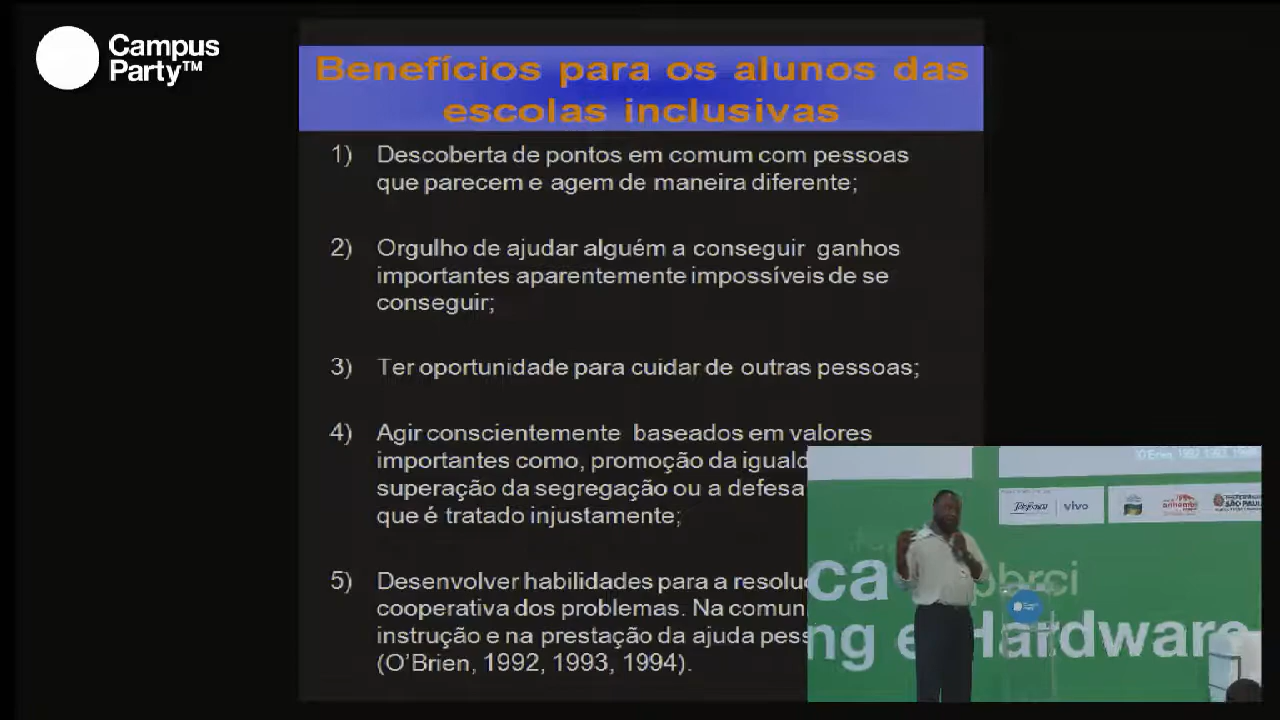 Campus
Party™
Benefícios para os alunos das
escolas inclusivas
1) Descoberta de pontos em comum com pessoas
que parecem e agem de maneira diferente;
2) Orgulho de ajudar alguém a conseguir ganhos
importantes aparentemente impossíveis de se
conseguir;
3) Ter oportunidade para cuidar de outras pessoas;
4) Agir conscientemente baseados em valores
importantes como, promoção da iguald
superação da segregação ou a defesa
que é tratado injustamente;
5) Desenvolver habilidades para a resoluc
cooperativa dos problemas. Na comun
instrução e na prestação da ajuda pess
(O'Brien, 1992, 1993, 1994).
Telefônica vivo
anhembi
SÃO PAULO
ca
ng e Hardware